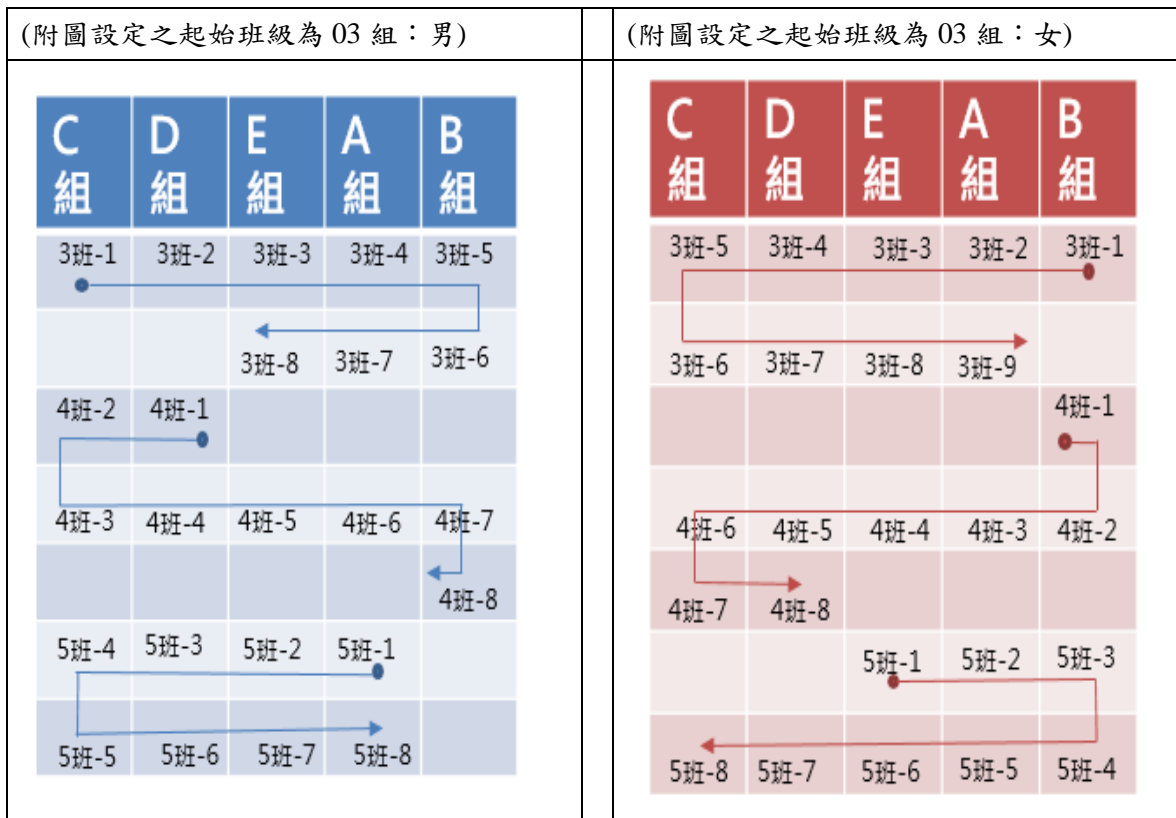 (附圖設定之起始班級為 03 組：男)
C組 D組 E組 A組 B組
3班-1 3班-2 3班-3 3班-4 3班-5
3班-8 3班-7 3班-6
4班-2 4班-1
4班-3 4班-4 4班-5 4班-6 4班-7
4班-8
5班-4 5班-3 5班-2 5班-1
5班-5 5班-6 5班-7 5班-8
(附圖設定之起始班級為 03 組：女)
C組 D組 E組 A組 B組
3班-5 3班-4 3班-3 3班-2 3班-1
3班-6 3班-7 3班-8 3班-9
4班-1
4班-6 4班-5 4班-4 4班-3 4班-2
4班-7 4班-8
5班-1 5班-2 5班-3
5班-8 5班-7 5班-6 5班-5 5班-4